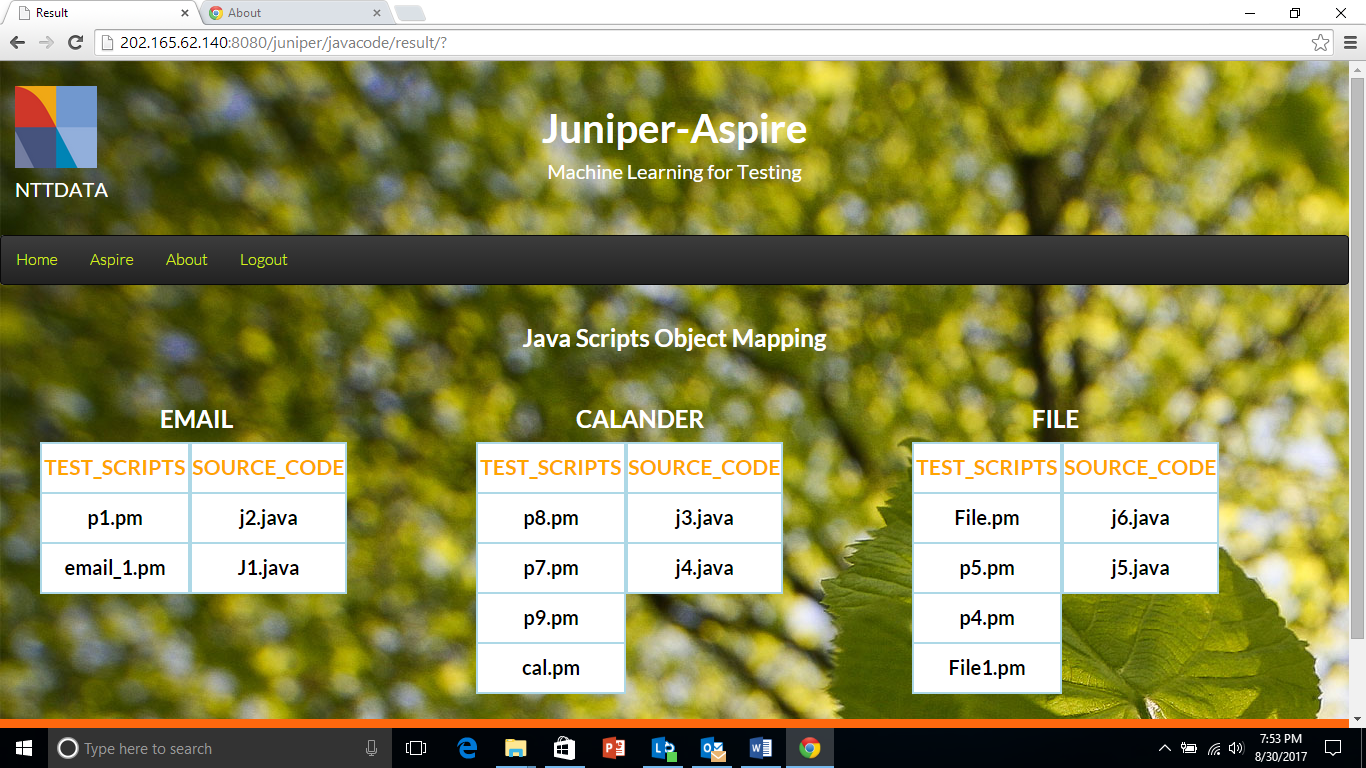 Result
About
202.165.62.140:8080/juniper/javacode/result/?
NTTDATA
Juniper-Aspire
Machine Learning for Testing
Home Aspire About Logout
Java Scripts Object Mapping
EMAIL
TEST_SCRIPTS SOURCE_CODE
p1.pm j2.java
email_1.pm J1.java
CALANDER
TEST_SCRIPTS SOURCE_CODE
p8.pm j3.java
p7.pm j4.java
p9.pm
cal.pm
FILE
TEST_SCRIPTS SOURCE_CODE
File.pm j6.java
p5.pm j5.java
p4.pm
File1.pm
Type here to search
7:53 PM
8/30/2017